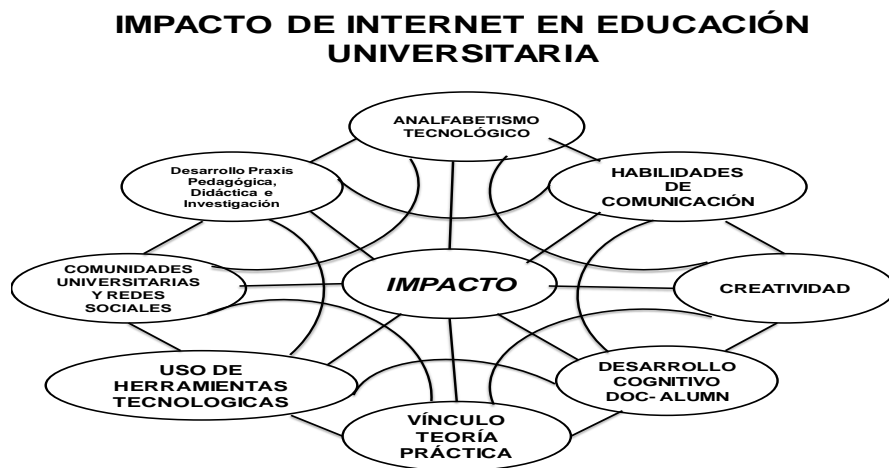 IMPACTO DE INTERNET EN EDUCACIÓN
UNIVERSITARIA
ANALFABETISMO
TECNOLÓGICO
Desarrollo Praxis
Pedagógica,
Didáctica e
Investigación
HABILIDADES
DE
COMUNICACIÓN
COMUNIDADES
UNIVERSITARIAS
Y REDES
SOCIALES
IMPACTO
CREATIVIDAD
USO DE
HERRAMIENTAS
TECNOLOGICAS
DESARROLLO
COGNITIVO
DOC- ALUMN
VÍNCULO
TEORÍA
PRÁCTICA